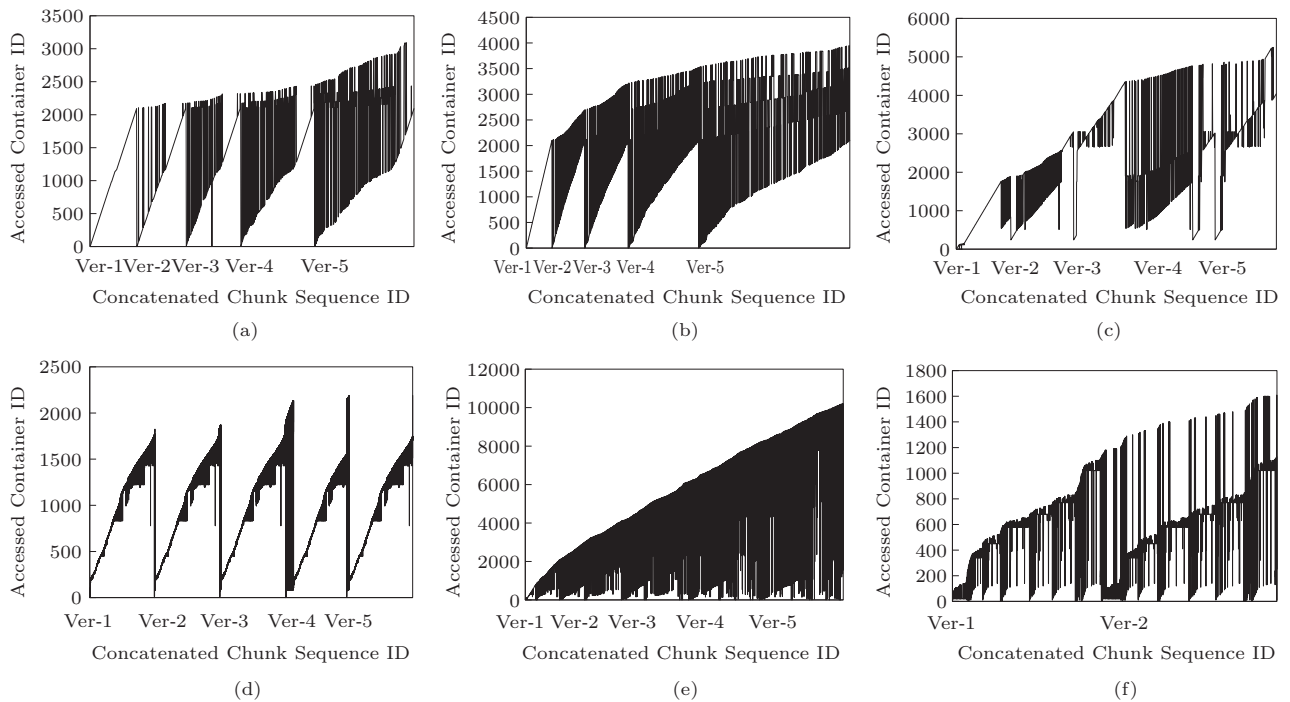 Accessed Container ID
3500
3000
2500
2000
1500
1000
500
0
Ver-1 Ver-2 Ver-3 Ver-4 Ver-5
Concatenated Chunk Sequence ID
(a)
Accessed Container ID
4500
4000
3500
3000
2500
2000
1500
1000
500
0
Ver-1 Ver-2 Ver-3 Ver-4 Ver-5
Concatenated Chunk Sequence ID
(b)
Accessed Container ID
6000
5000
4000
3000
2000
1000
0
Ver-1 Ver-2 Ver-3 Ver-4 Ver-5
Concatenated Chunk Sequence ID
(c)
Accessed Container ID
2500
2000
1500
1000
500
0
Ver-1 Ver-2 Ver-3 Ver-4 Ver-5
Concatenated Chunk Sequence ID
(d)
Accessed Container ID
12000
10000
8000
6000
4000
2000
0
Ver-1 Ver-2 Ver-3 Ver-4 Ver-5
Concatenated Chunk Sequence ID
(e)
Accessed Container ID
1800
1600
1400
1200
1000
800
600
400
200
0
Ver-1 Ver-2
Concatenated Chunk Sequence ID
(f)